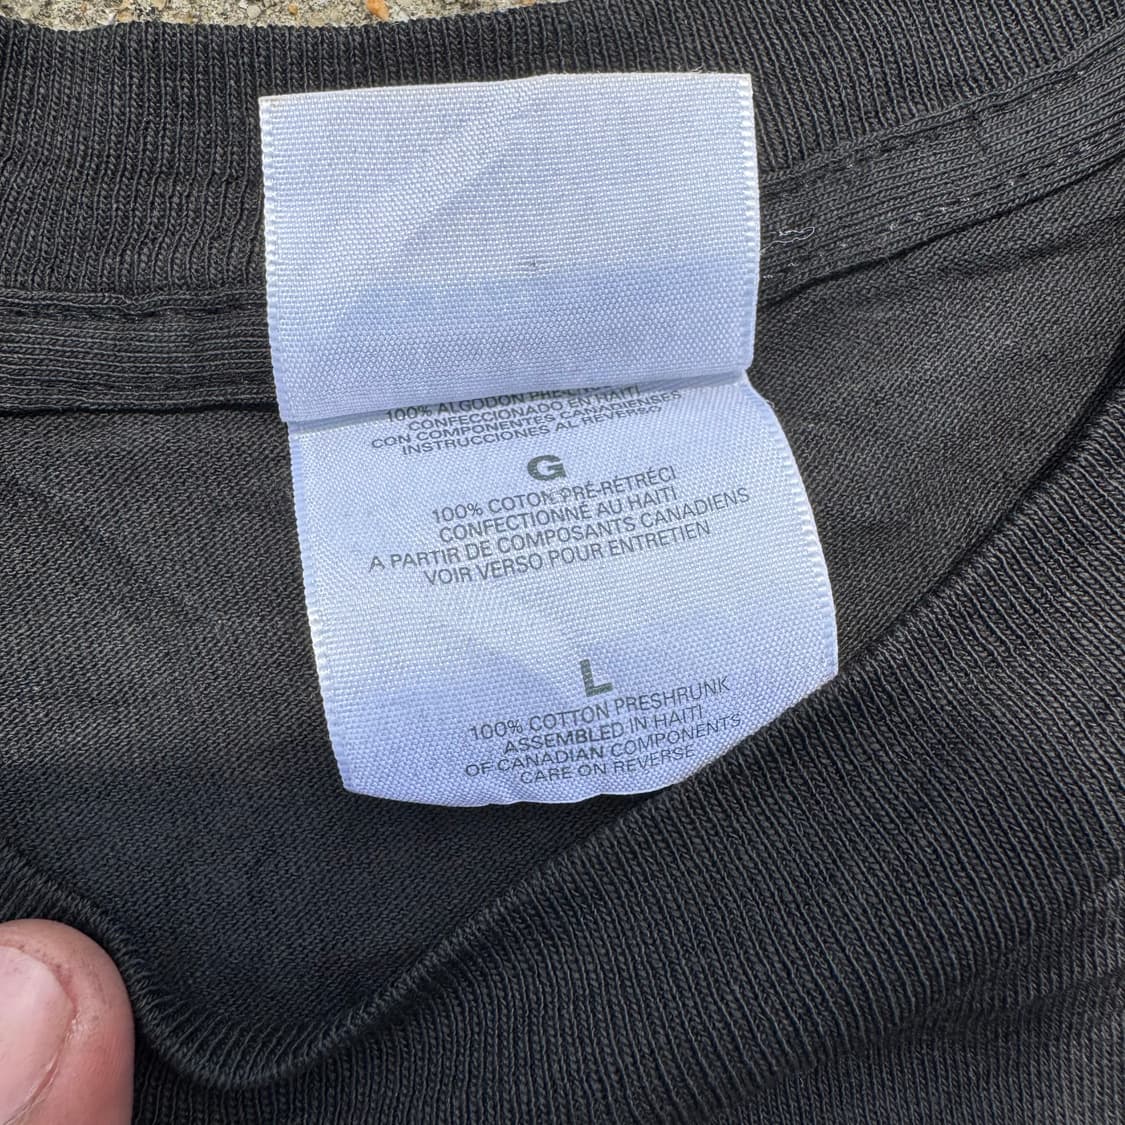 100% ALGODON
CONFECCIONADO EN HAITI
CON COMPONENTES CANADIENSES
INSTRUCCIONES AL REVERSO
G
100% COTON PRÉ-RÉTRÉCI
CONFECTIONNÉ AU HAITI
A PARTIR DE COMPOSANTS CANADIENS
VOIR VERSO POUR ENTRETIEN
L
100% COTTON PRESHRUNK
ASSEMBLED IN HAITI
OF CANADIAN COMPONENTS
CARE ON REVERSE